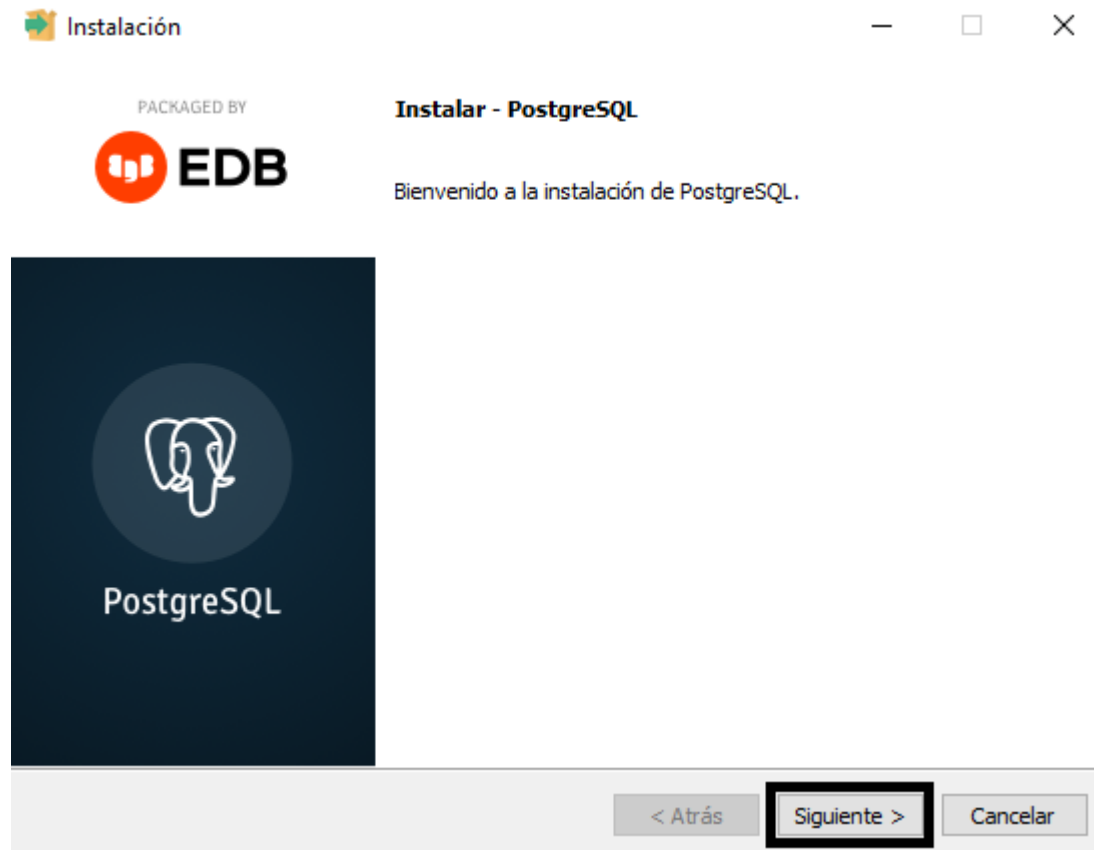 Instalación
PACKAGED BY
EDB
Instalar - PostgreSQL
Bienvenido a la instalación de PostgreSQL.
PostgreSQL
< Atrás
Siguiente >
Cancelar